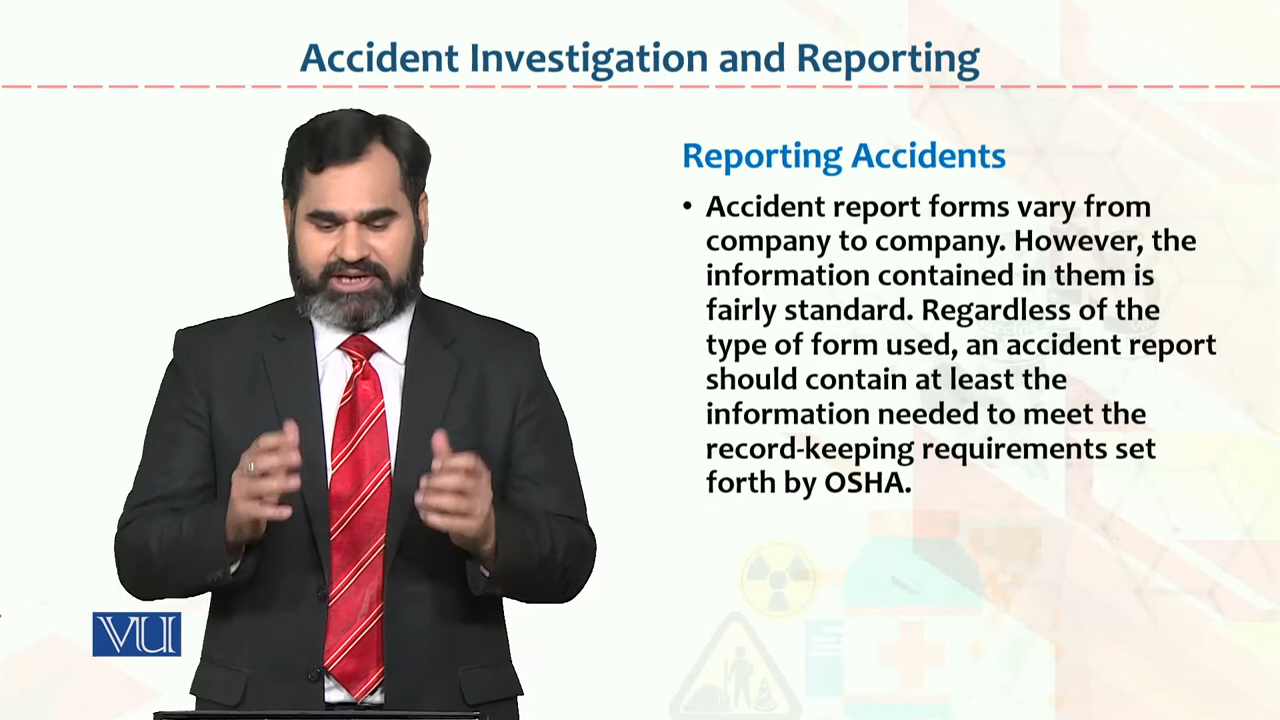 Accident Investigation and Reporting
Reporting Accidents
• Accident report forms vary from
company to company. However, the
information contained in them is
fairly standard. Regardless of the
type of form used, an accident report
should contain at least the
information needed to meet the
record-keeping requirements set
forth by OSHA.
VU